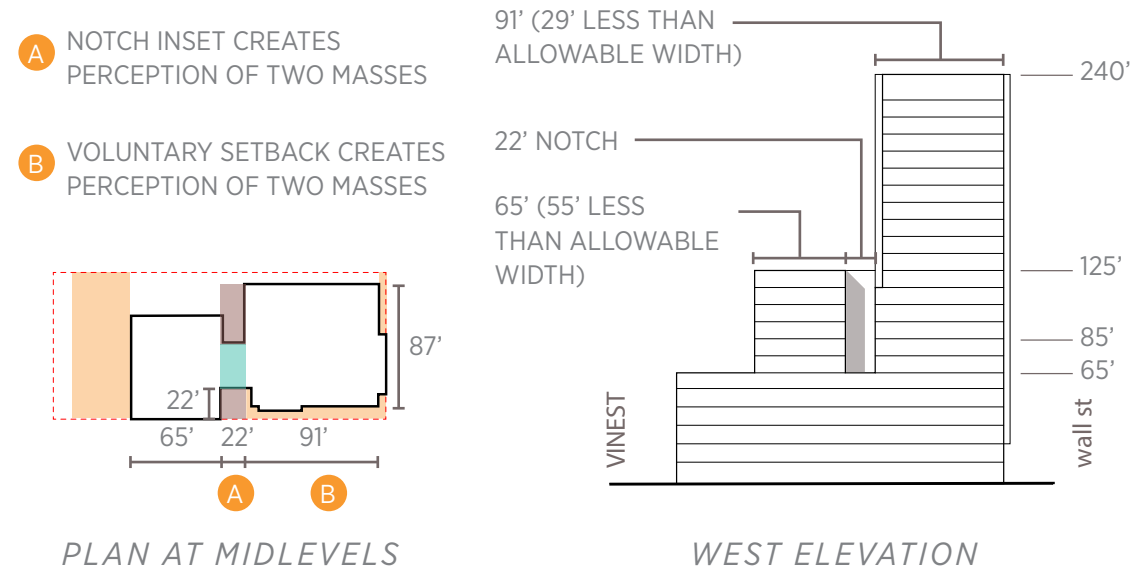 A
NOTCH INSET CREATES
PERCEPTION OF TWO MASSES
B
VOLUNTARY SETBACK CREATES
PERCEPTION OF TWO MASSES
87’
22’
65’ 22’ 91’
A B
PLAN AT MIDLEVELS
91’ (29’ LESS THAN
ALLOWABLE WIDTH)
22’ NOTCH
65’ (55’ LESS
THAN ALLOWABLE
WIDTH)
240’
125’
85’
65’
VINEST
wall st
WEST ELEVATION